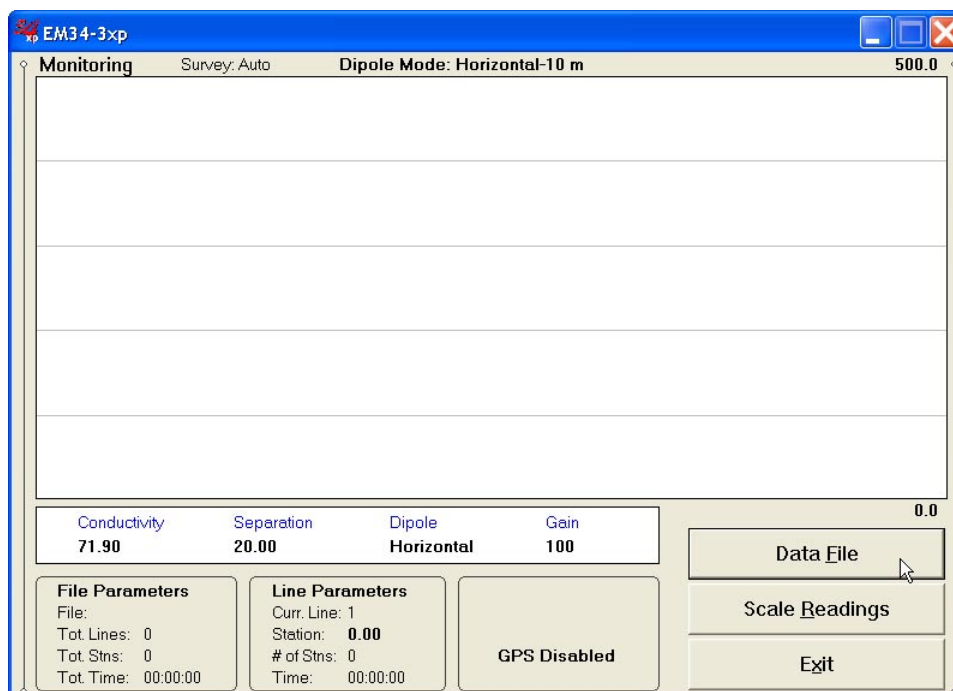 xp EM34-3xp
Monitoring Survey: Auto Dipole Mode: Horizontal-10 m 500.0
0.0
Conductivity Separation Dipole Gain
71.90 20.00 Horizontal 100
Data File
Scale Readings
Exit
File Parameters
File:
Tot. Lines: 0
Tot. Stns: 0
Tot. Time: 00:00:00
Line Parameters
Curr. Line: 1
Station: 0.00
# of Stns: 0
Time: 00:00:00
GPS Disabled